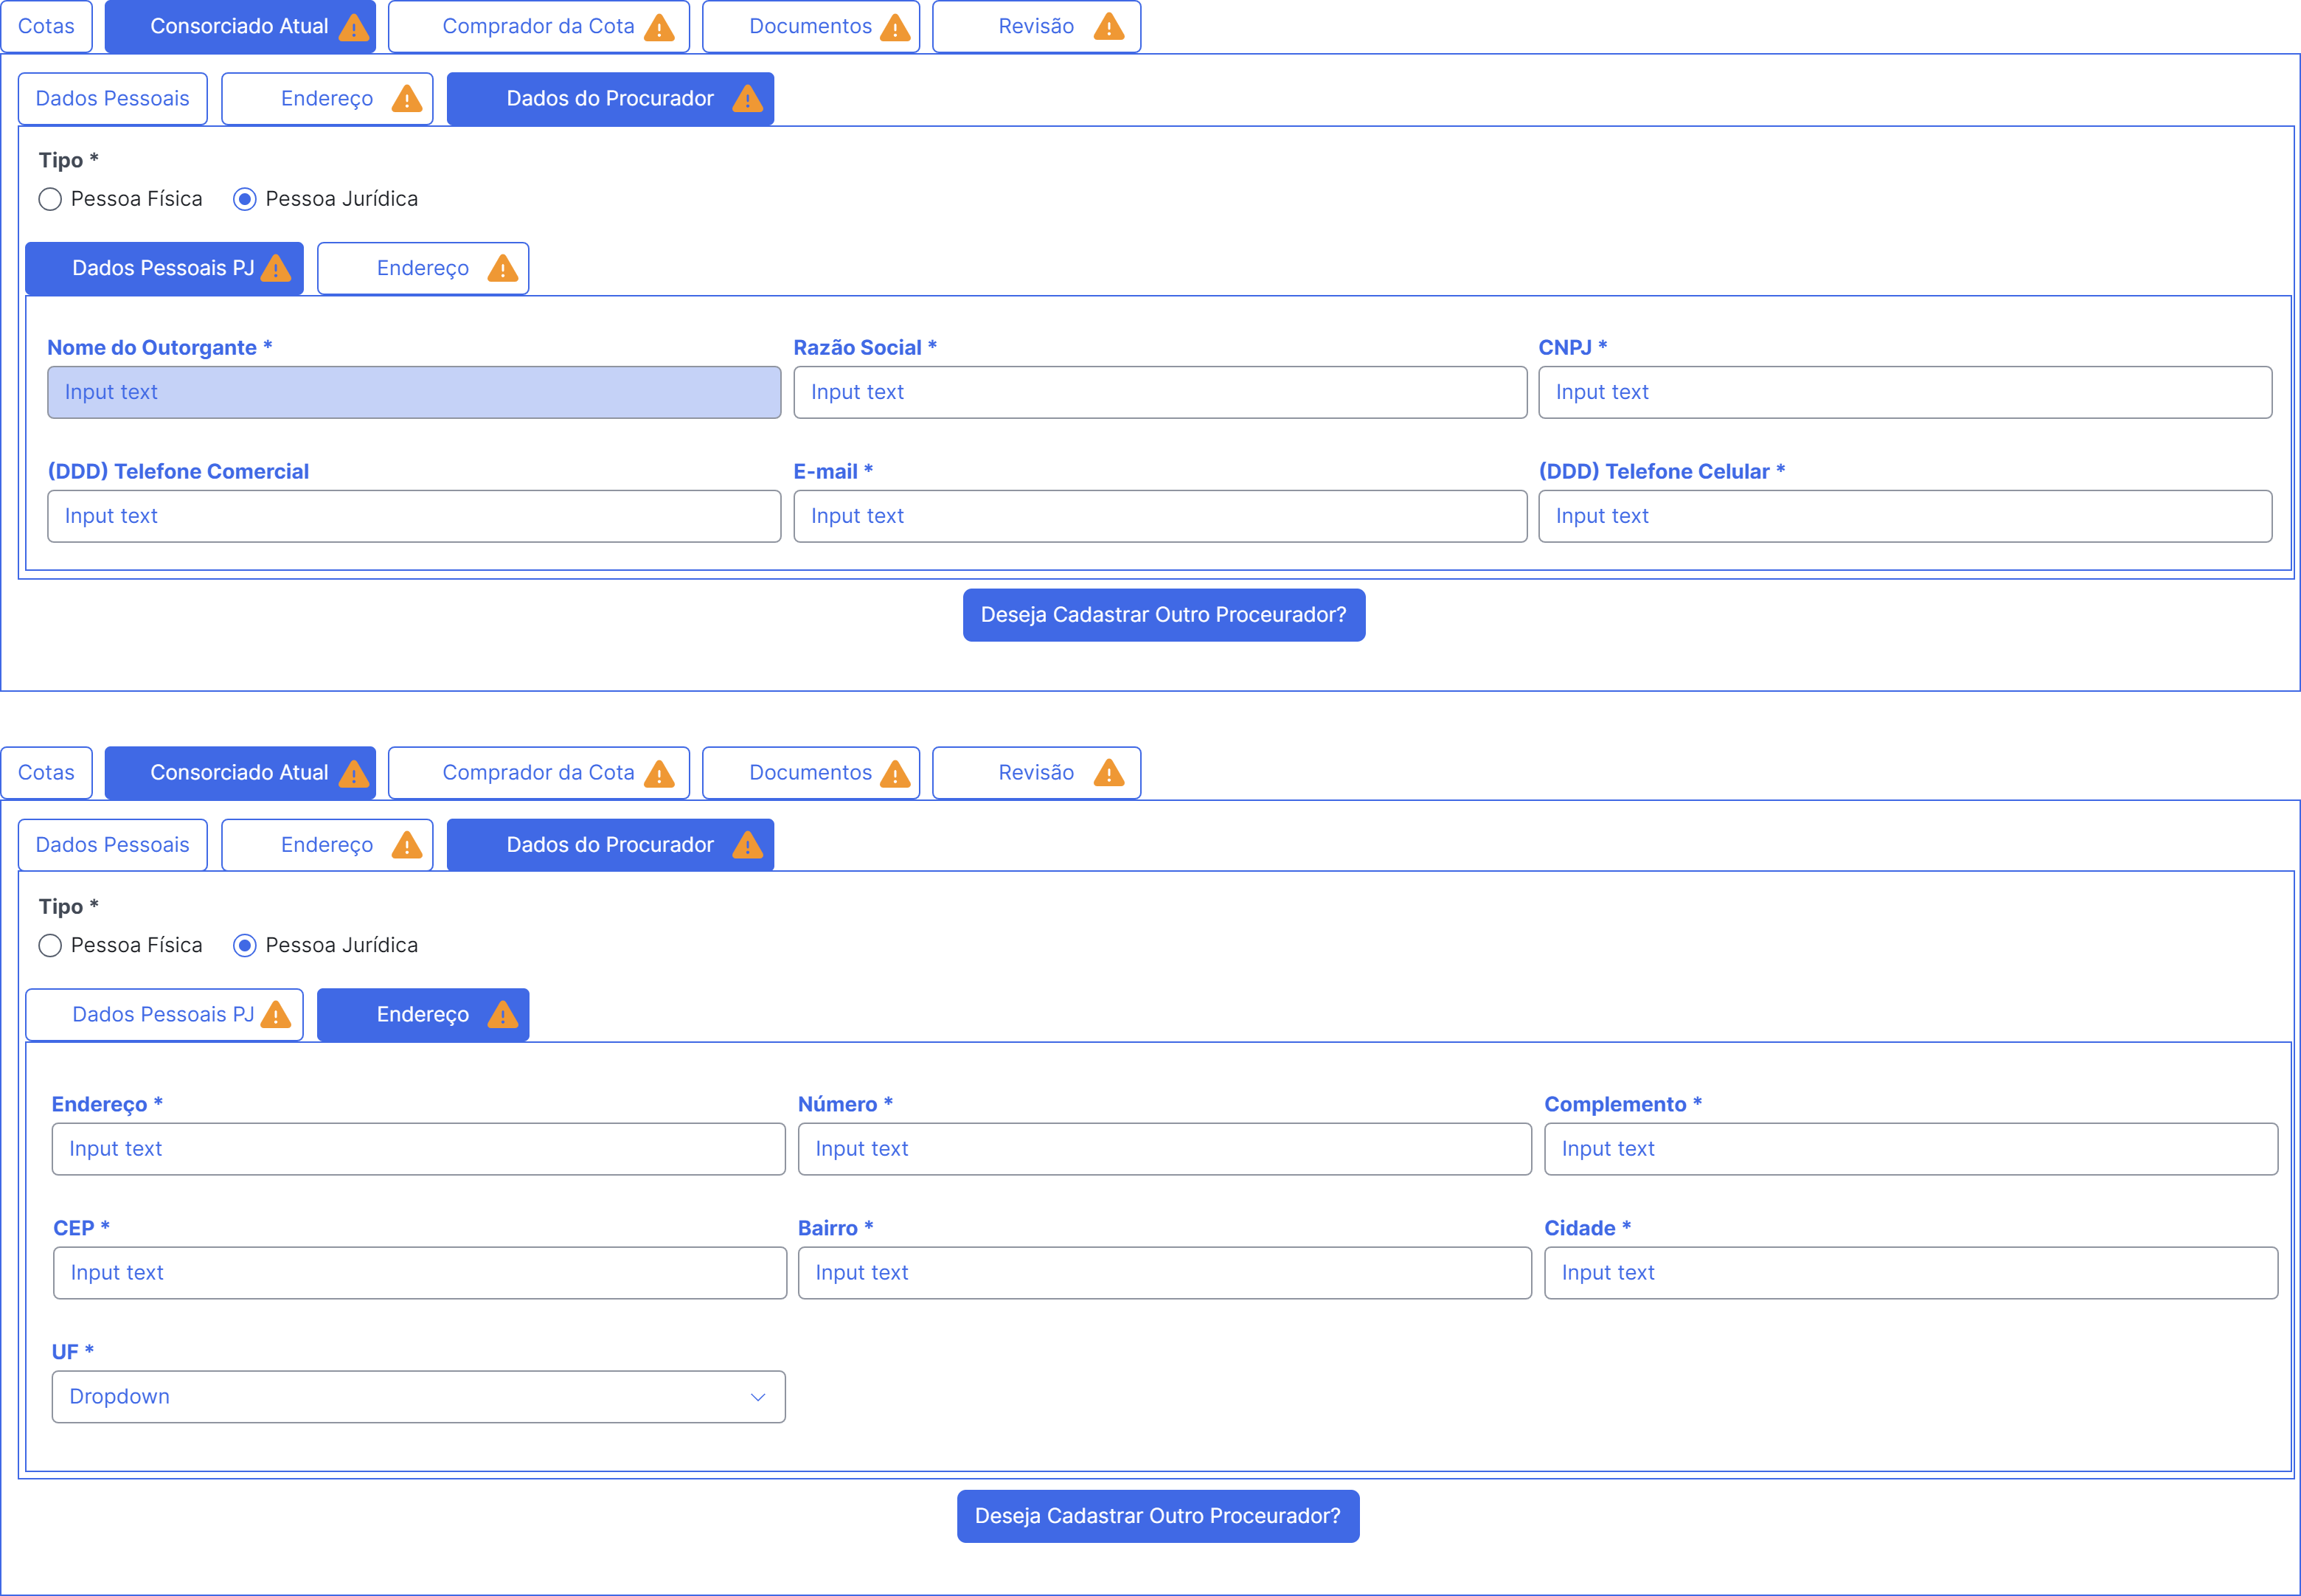 Cotas Consorciado Atual Comprador da Cota Documentos Revisão
Dados Pessoais Endereço Dados do Procurador
Tipo *
Pessoa Física Pessoa Jurídica
Dados Pessoais PJ Endereço
Nome do Outorgante * Razão Social * CNPJ *
Input text Input text Input text
(DDD) Telefone Comercial E-mail * (DDD) Telefone Celular *
Input text Input text Input text
Deseja Cadastrar Outro Proceurador?
Cotas Consorciado Atual Comprador da Cota Documentos Revisão
Dados Pessoais Endereço Dados do Procurador
Tipo *
Pessoa Física Pessoa Jurídica
Dados Pessoais PJ Endereço
Endereço * Número * Complemento *
Input text Input text Input text
CEP * Bairro * Cidade *
Input text Input text Input text
UF *
Dropdown
Deseja Cadastrar Outro Proceurador?